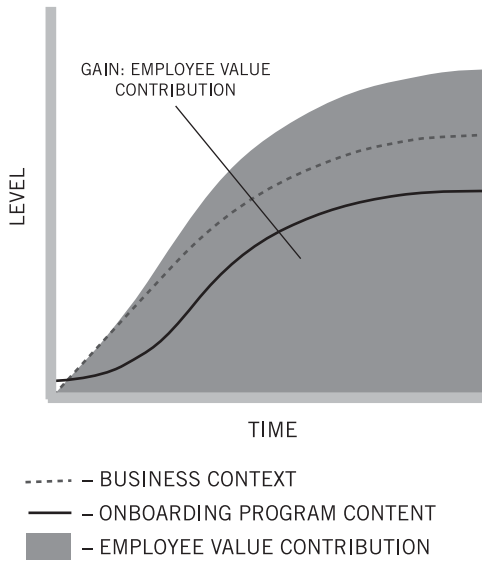 GAIN: EMPLOYEE VALUE
CONTRIBUTION
LEVEL
TIME
– BUSINESS CONTEXT
– ONBOARDING PROGRAM CONTENT
– EMPLOYEE VALUE CONTRIBUTION